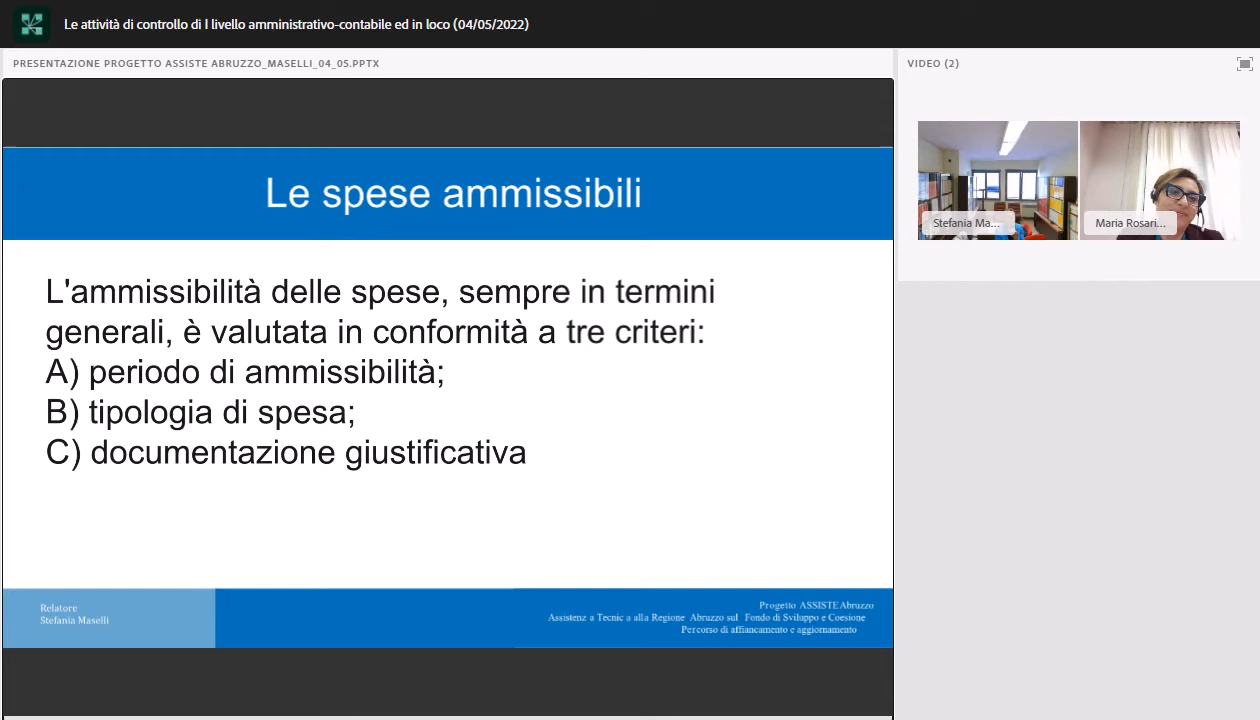 Le attività di controllo di I livello amministrativo-contabile ed in loco (04/05/2022)
PRESENTAZIONE PROGETTO ASSISTE ABRUZZO_MASELLI_04_05.PPTX
VIDEO (2)
Stefania Ma...
Maria Rosari...
Le spese ammissibili
L'ammissibilità delle spese, sempre in termini
generali, è valutata in conformità a tre criteri:
A) periodo di ammissibilità;
B) tipologia di spesa;
C) documentazione giustificativa
Relatore
Stefania Maselli
Progetto ASSISTE Abruzzo
Assistenz a Tecnic a alla Regione Abruzzo sul Fondo di Sviluppo e Coesione
Percorso di affiancamento e aggiornamento